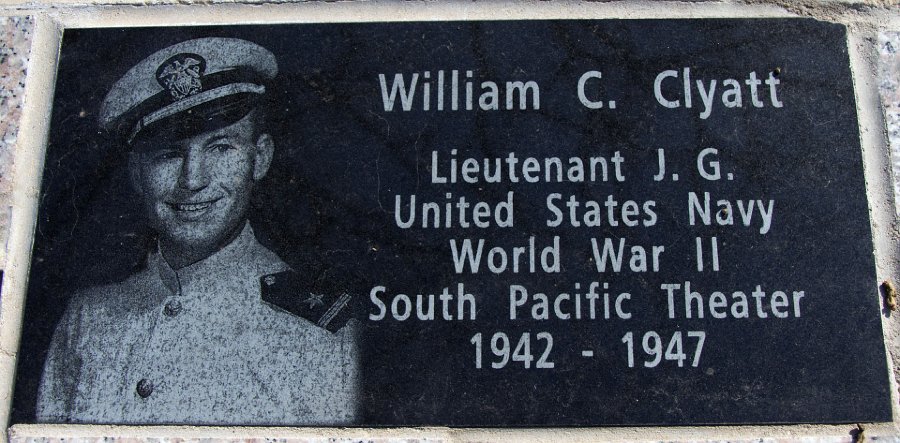 William C. Clyatt
Lieutenant J. G.
United States Navy
World War II
South Pacific Theater
1942 - 1947